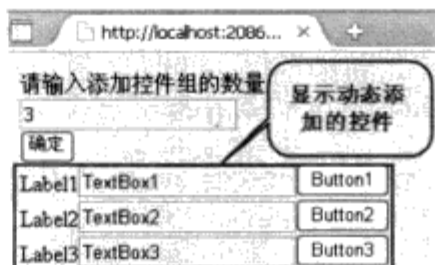 http://localhost:2086...
请输入添加控件组的数量
3
确定
显示动态添
加的控件
Label1 TextBox1 Button1
Label2 TextBox2 Button2
Label3 TextBox3 Button3